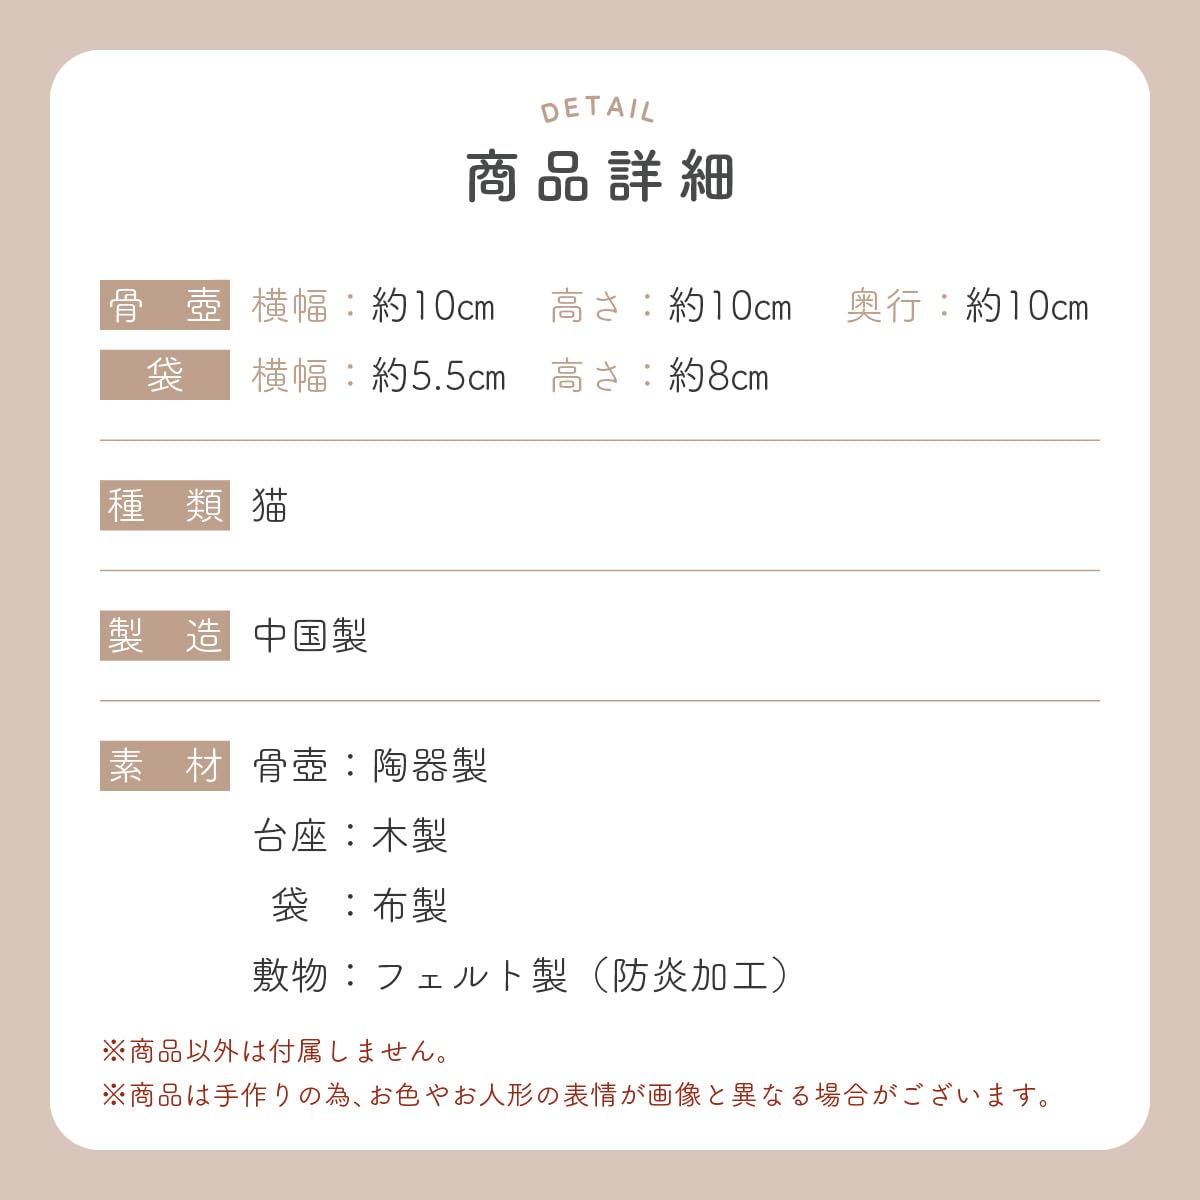 DETAIL
商品詳細
骨 壺 横幅：約10cm 高さ：約10cm 奥行：約10cm
袋 横幅：約5.5cm 高さ：約8cm
種 類 猫
製 造 中国製
素 材 骨壺：陶器製
台座：木製
袋 ：布製
敷物：フェルト製（防炎加工）
※商品以外は付属しません。
※商品は手作りの為、お色やお人形の表情が画像と異なる場合がございます。